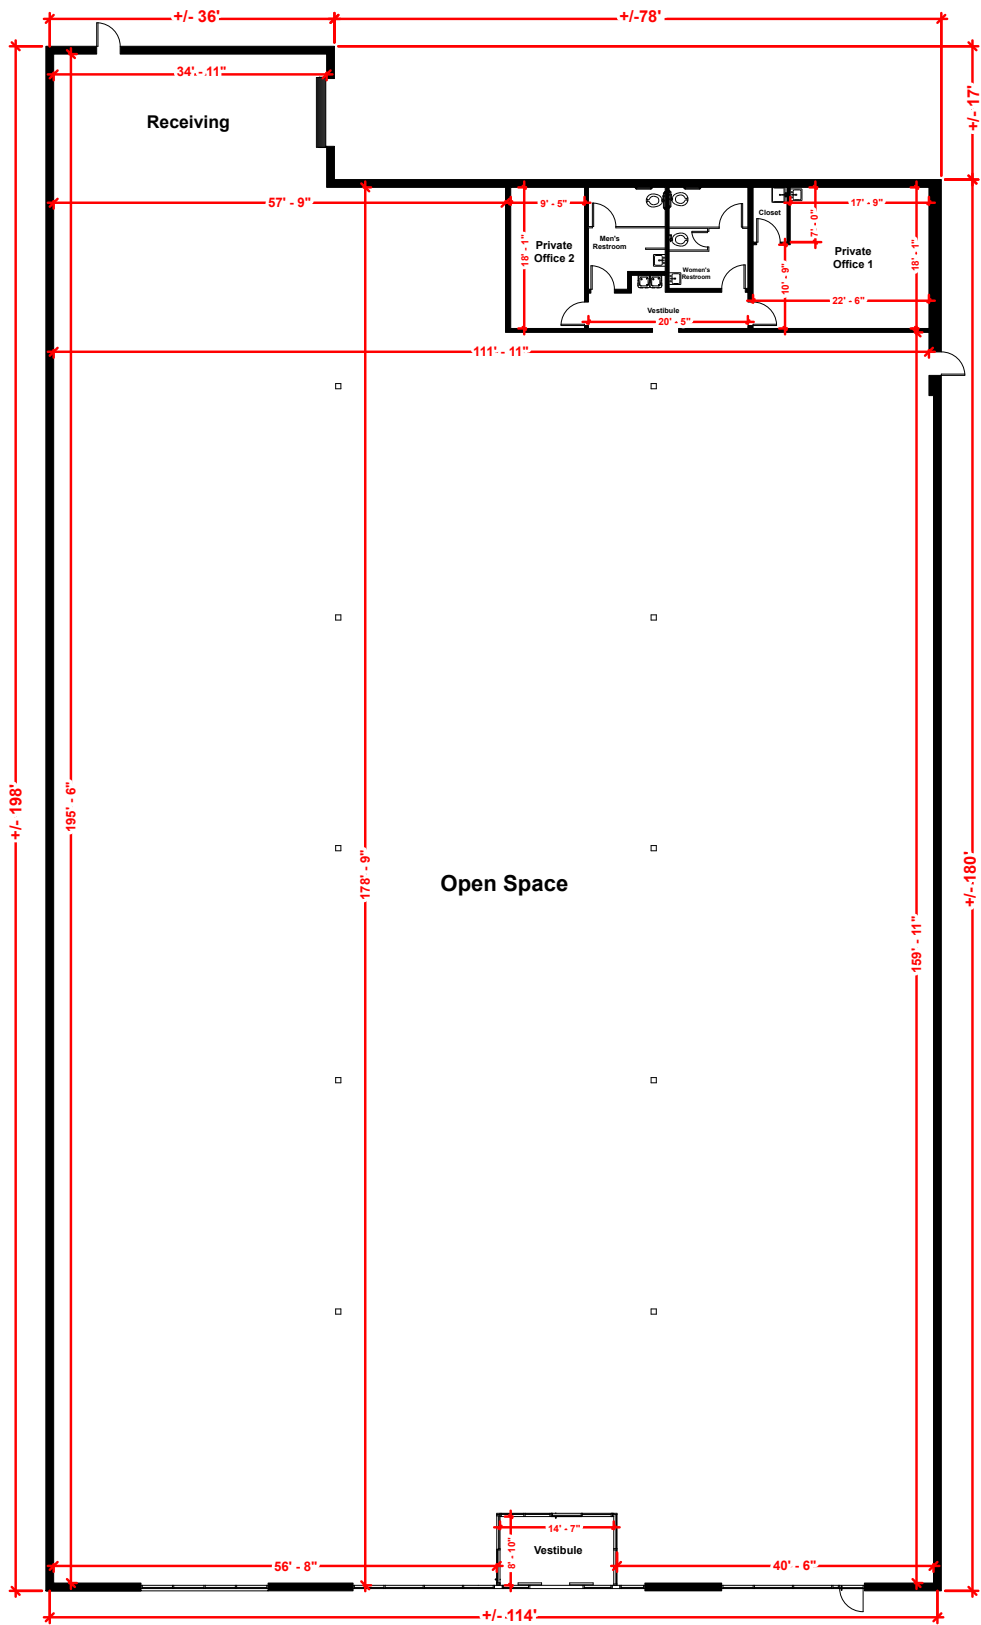 +/- 36'
+/-78'
34' - 11"
Receiving
+/- 17'
57' - 9"
9' - 5"
17' - 9"
Closet
7' - 0"
Men's
Restroom
Private
Office 2
18' - 1"
Private
Office 1
18' - 1"
Women's
Restroom
10' - 9"
22' - 6"
Vestibule
20' - 5"
111' - 11"
+/- 198'
195' - 6"
178' - 9"
Open Space
+/-180'
159' - 11"
14' - 7"
8' - 10"
Vestibule
56' - 8"
40' - 6"
+/-114'